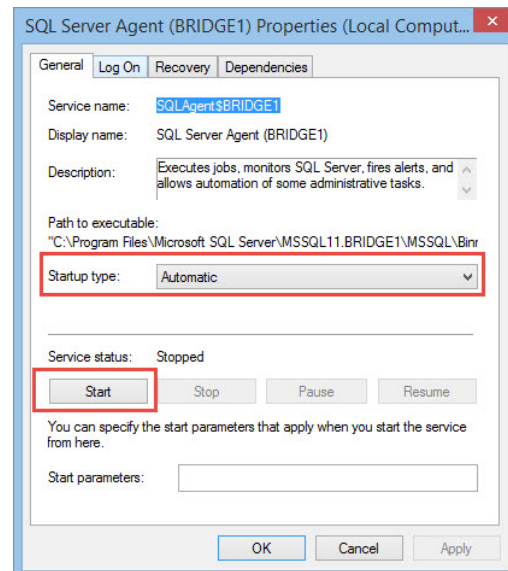 SQL Server Agent (BRIDGE1) Properties (Local Comput...
General Log On Recovery Dependencies
Service name: SQLAgent$BRIDGE1
Display name: SQL Server Agent (BRIDGE1)
Description: Executes jobs, monitors SQL Server, fires alerts, and
allows automation of some administrative tasks.
Path to executable:
"C:\Program Files\Microsoft SQL Server\MSSQL11.BRIDGE1\MSSQL\Binr
Startup type: Automatic
Service status: Stopped
Start Stop Pause Resume
You can specify the start parameters that apply when you start the service
from here.
Start parameters:
OK Cancel Apply